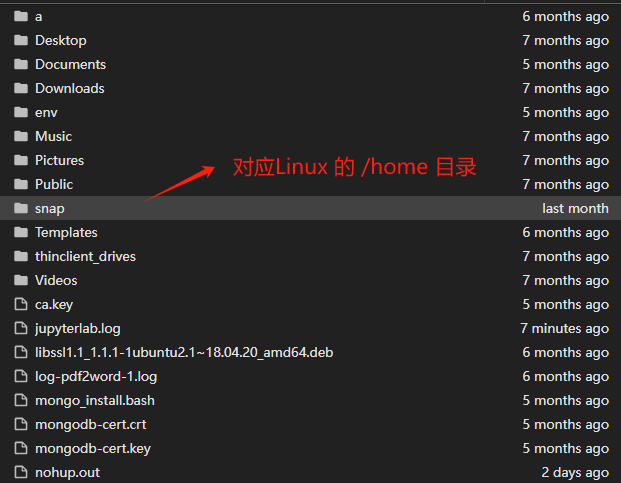 a 6 months ago
Desktop 7 months ago
Documents 5 months ago
Downloads 7 months ago
env 5 months ago
Music 7 months ago
Pictures 7 months ago
对应Linux 的 /home 目录
Public 7 months ago
snap last month
Templates 6 months ago
thinclient_drives 7 months ago
Videos 7 months ago
ca.key 5 months ago
jupyterlab.log 7 minutes ago
libssl1.1_1.1.1-1ubuntu2.1~18.04.20_amd64.deb 6 months ago
log-pdf2word-1.log 6 months ago
mongo_install.bash 5 months ago
mongodb-cert.crt 5 months ago
mongodb-cert.key 5 months ago
nohup.out 2 days ago